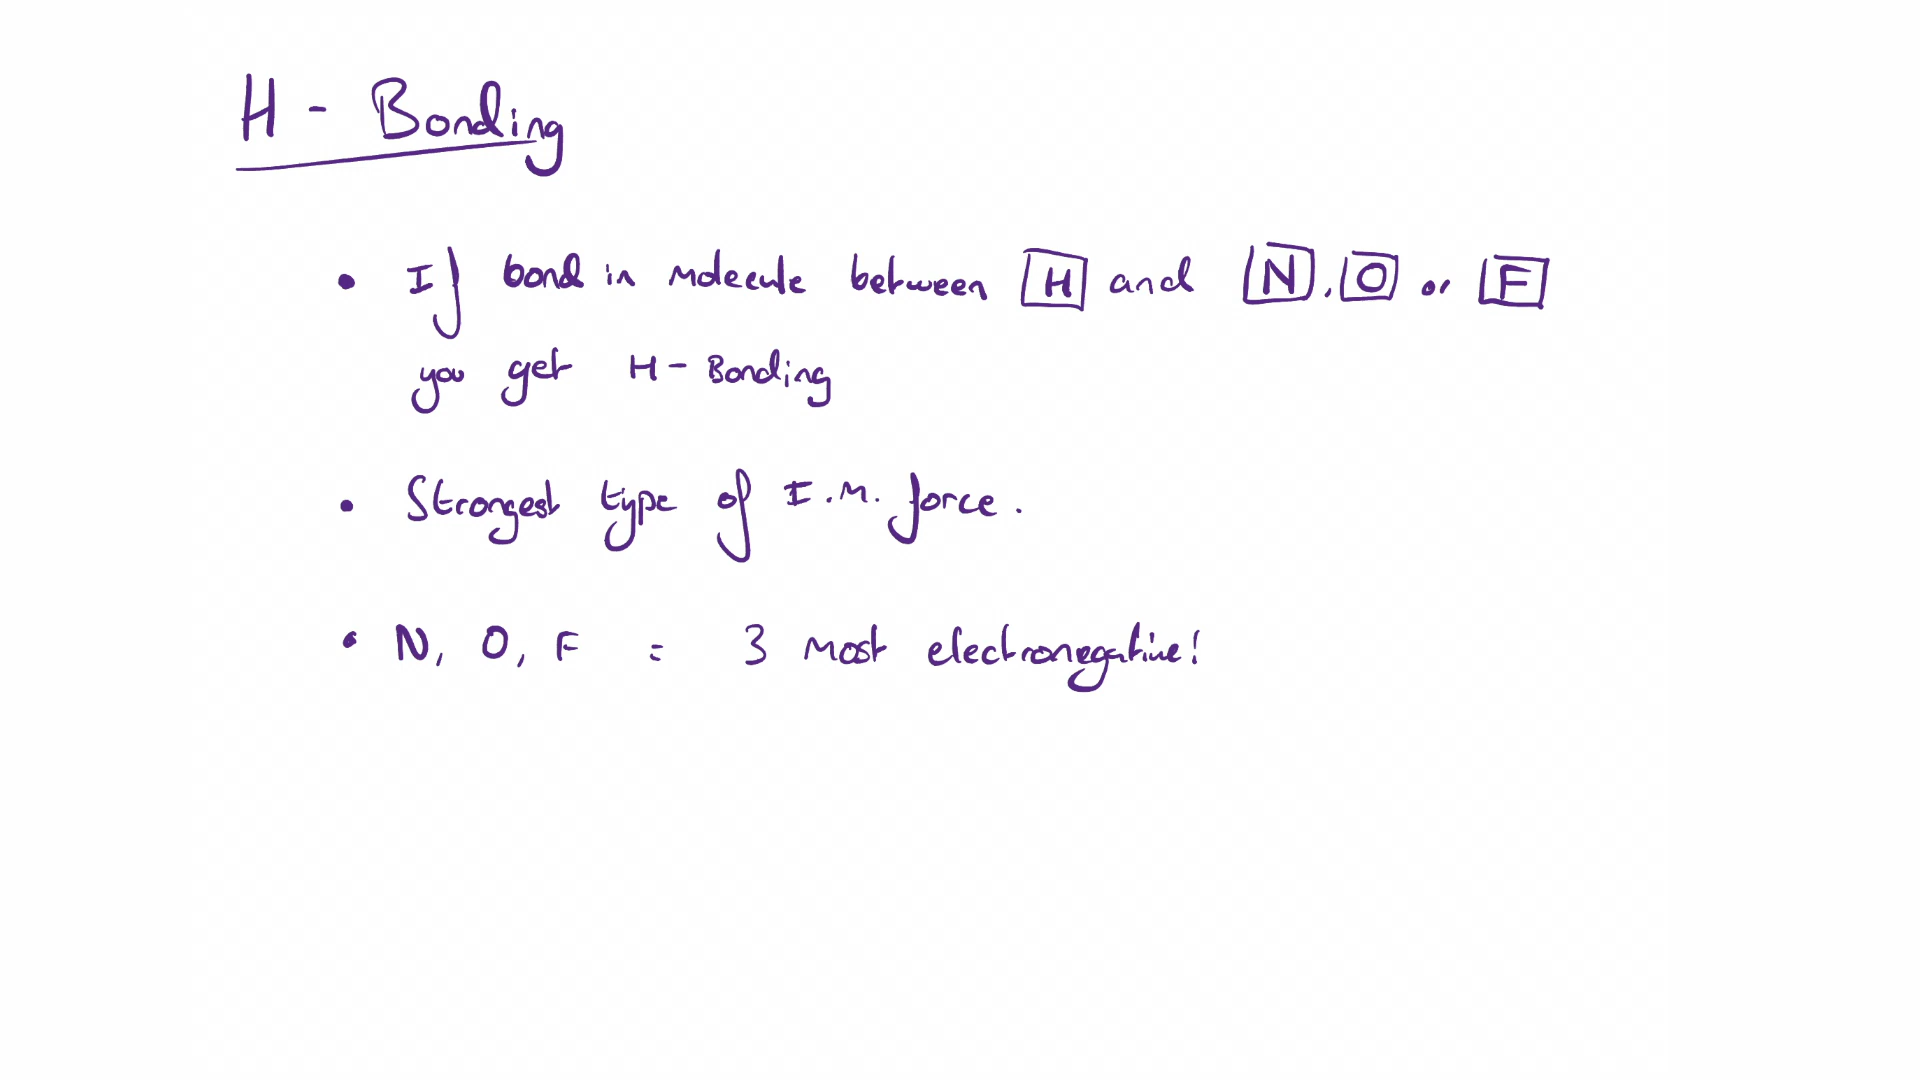 H - Bonding
• If bond in molecule between H and N, O or F
you get H - Bonding
• Strongest type of I.M. force.
• N, O, F = 3 most electronegative!